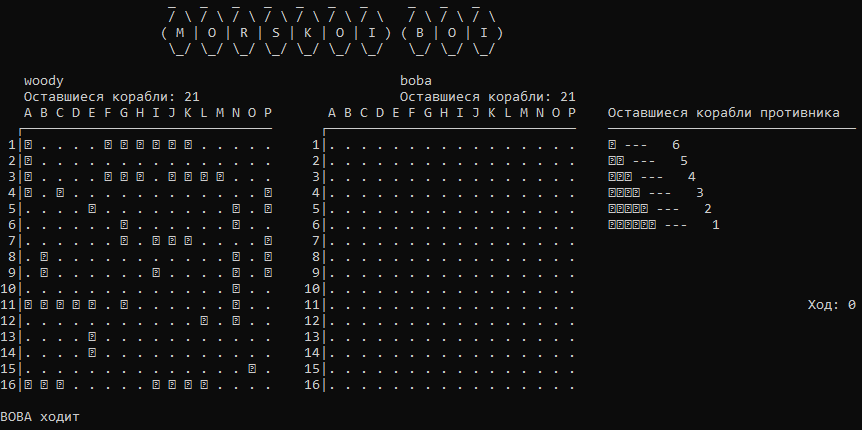 ( M | O | R | S | K | O | I ) ( B | O | I )
woody boba
Оставшиеся корабли: 21 Оставшиеся корабли: 21
A B C D E F G H I J K L M N O P A B C D E F G H I J K L M N O P Оставшиеся корабли противника
1|⍰ . . . . ⍰ ⍰ ⍰ ⍰ ⍰ ⍰ . . . . . 1|. . . . . . . . . . . . . . . . ⍰ --- 6
2|⍰ . . . . . . . . . . . . . . . 2|. . . . . . . . . . . . . . . . ⍰⍰ --- 5
3|⍰ . . . . ⍰ ⍰ ⍰ . ⍰ ⍰ ⍰ ⍰ . . . 3|. . . . . . . . . . . . . . . . ⍰⍰⍰ --- 4
4|⍰ . ⍰ . . . . . . . . . . . . ⍰ 4|. . . . . . . . . . . . . . . . ⍰⍰⍰⍰ --- 3
5|. . . . ⍰ . . . . . . . . ⍰ . ⍰ 5|. . . . . . . . . . . . . . . . ⍰⍰⍰⍰⍰ --- 2
6|. . . . . . ⍰ . . . . . . ⍰ . . 6|. . . . . . . . . . . . . . . . ⍰⍰⍰⍰⍰⍰ --- 1
7|. . . . . . ⍰ . ⍰ ⍰ ⍰ . . . . ⍰ 7|. . . . . . . . . . . . . . . .
8|. ⍰ . . . . . . . . . . . ⍰ . ⍰ 8|. . . . . . . . . . . . . . . .
9|. ⍰ . . . . . . ⍰ . . . . ⍰ . ⍰ 9|. . . . . . . . . . . . . . . .
10|. . . . . . . . . . . . . ⍰ . . 10|. . . . . . . . . . . . . . . .
11|⍰ ⍰ ⍰ ⍰ ⍰ . ⍰ . . . . . . ⍰ . . 11|. . . . . . . . . . . . . . . . Ход: 0
12|. . . . . . . . . . . ⍰ . ⍰ . . 12|. . . . . . . . . . . . . . . .
13|. . . . ⍰ . . . . . . . . . . . 13|. . . . . . . . . . . . . . . .
14|. . . . ⍰ . . . . . . . . . . . 14|. . . . . . . . . . . . . . . .
15|. . . . . . . . . . . . . . ⍰ . 15|. . . . . . . . . . . . . . . .
16|⍰ ⍰ ⍰ . . . . . ⍰ ⍰ ⍰ ⍰ . . . . 16|. . . . . . . . . . . . . . . .
BOBA ходит